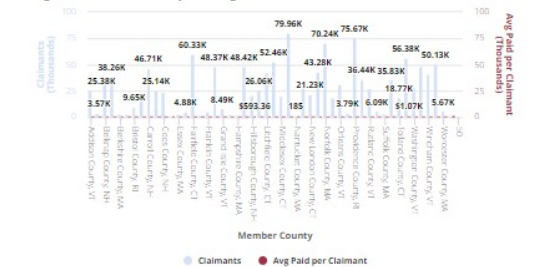 100
75
50
25
0
Claimants
(Thousands)
100
75
50
25
0
Avg Paid per Claimant
(Thousands)
79.96K
75.67K
70.24K
60.33K
56.38K
52.46K
50.13K
48.37K
48.42K
46.71K
43.28K
38.26K
36.44K
35.83K
26.06K
25.38K
25.14K
21.23K
18.77K
9.65K
8.49K
6.09K
5.67K
4.88K
3.79K
3.57K
$593.36
185
$1.07K
Addison County, VT
Belknap County, NH
Berkshire County, MA
Bristol County, RI
Carroll County, NH
Coos County, NH
Essex County, MA
Fairfield County, CT
Franklin County, VT
Grand Isle County, VT
Hampshire County, MA
Hillsborough County, NH
Litchfield County, CT
Middlesex County, CT
Nantucket County, MA
New London County, CT
Norfolk County, MA
Orleans County, VT
Providence County, RI
Rutland County, VT
Suffolk County, MA
Tolland County, CT
Washington County, VT
Windham County, VT
Worcester County, MA
50
Member County
Claimants
Avg Paid per Claimant